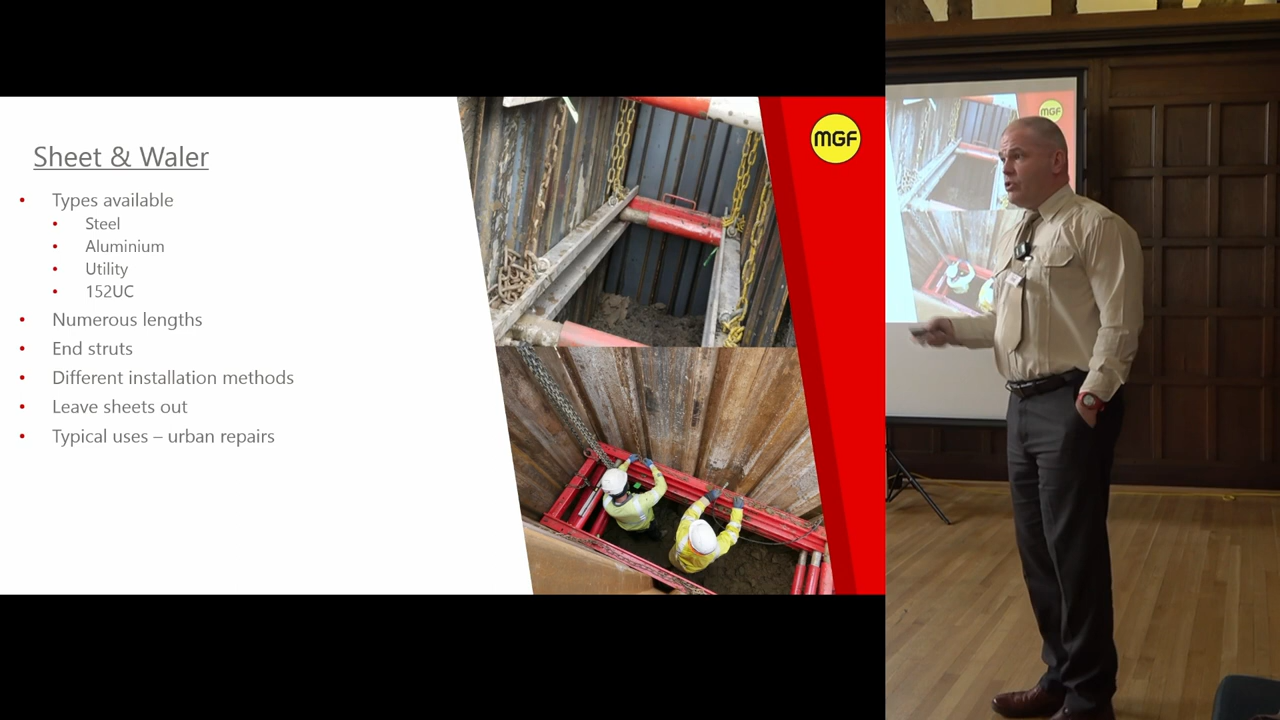 Sheet & Waler
• Types available
• Steel
• Aluminium
• Utility
• 152UC
• Numerous lengths
• End struts
• Different installation methods
• Leave sheets out
• Typical uses – urban repairs
MGF
MGF